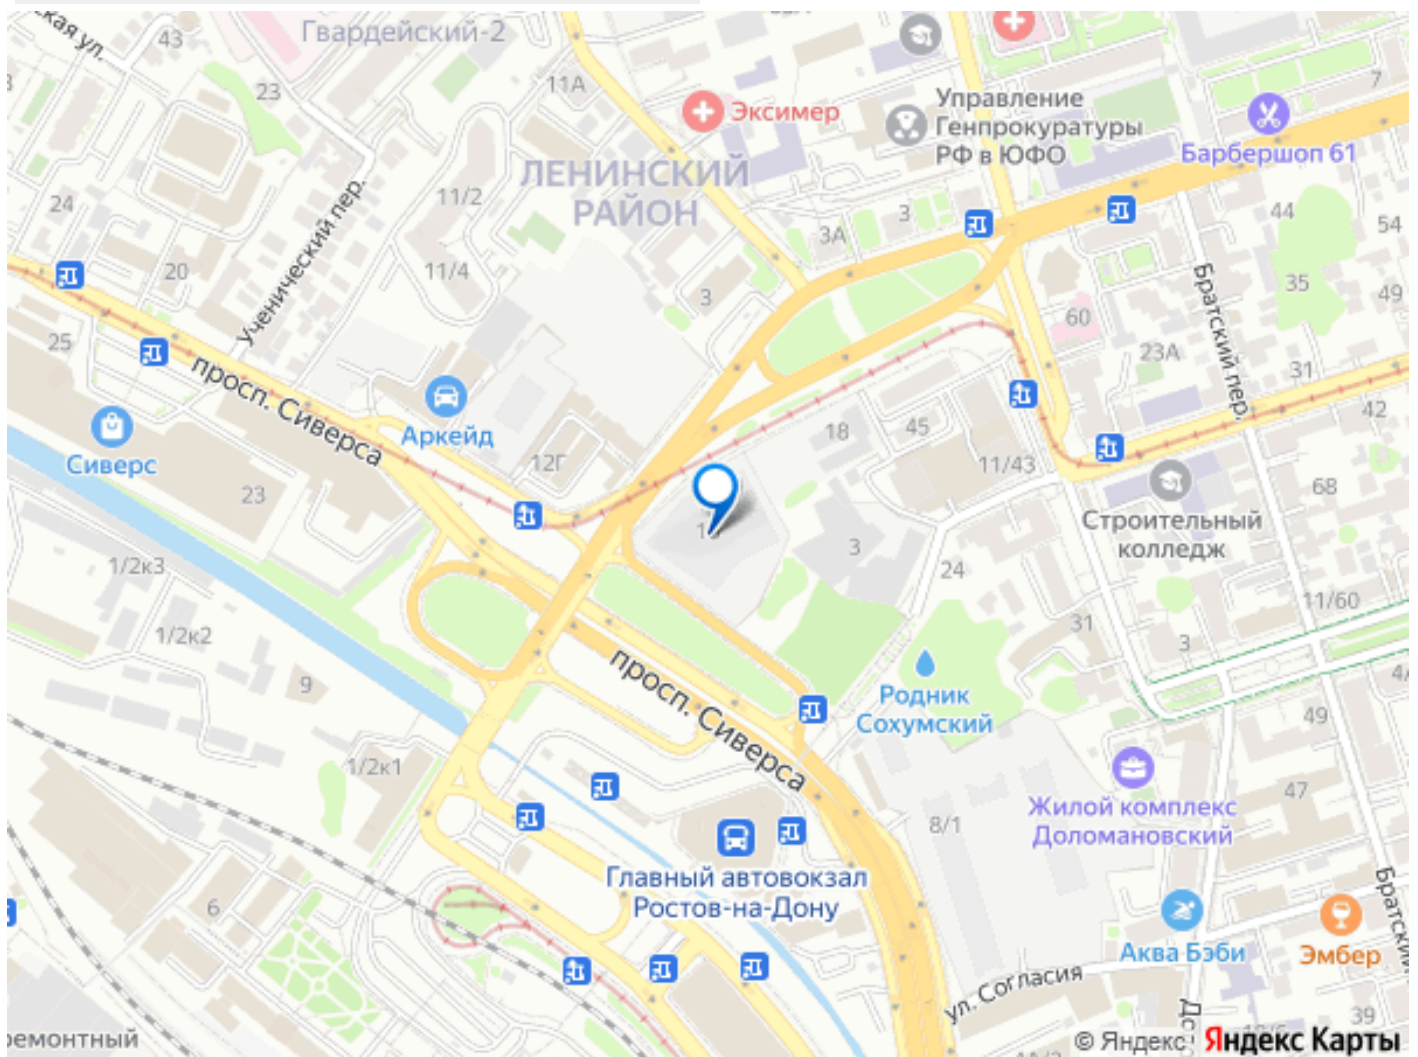 Гвардейский-2
43
23
11А
Эксимер
Управление
Генпрокуратуры
РФ в ЮФО
7
Барбершоп 61
ЛЕНИНСКИЙ
РАЙОН
11/2
24
3
3А
44
54
Ученический пер.
20
11/4
3
35
49
Братский пер.
60
25
23А
31
просп. Сиверса
Аркейд
42
Сиверс
12Г
18
45
11/43
23
68
Строительный
колледж
3
1/2к3
24
11/60
1/2к2
31
3
9
просп. Сиверса
Родник
Сохумский
49
1/2к1
Жилой комплекс
Доломановский
47
8/1
Главный автовокзал
Ростов-на-Дону
6
Аква Бэби
Эмбер
Братский
ул. Согласия
39
ремонтный
© Яндекс Яндекс Карты